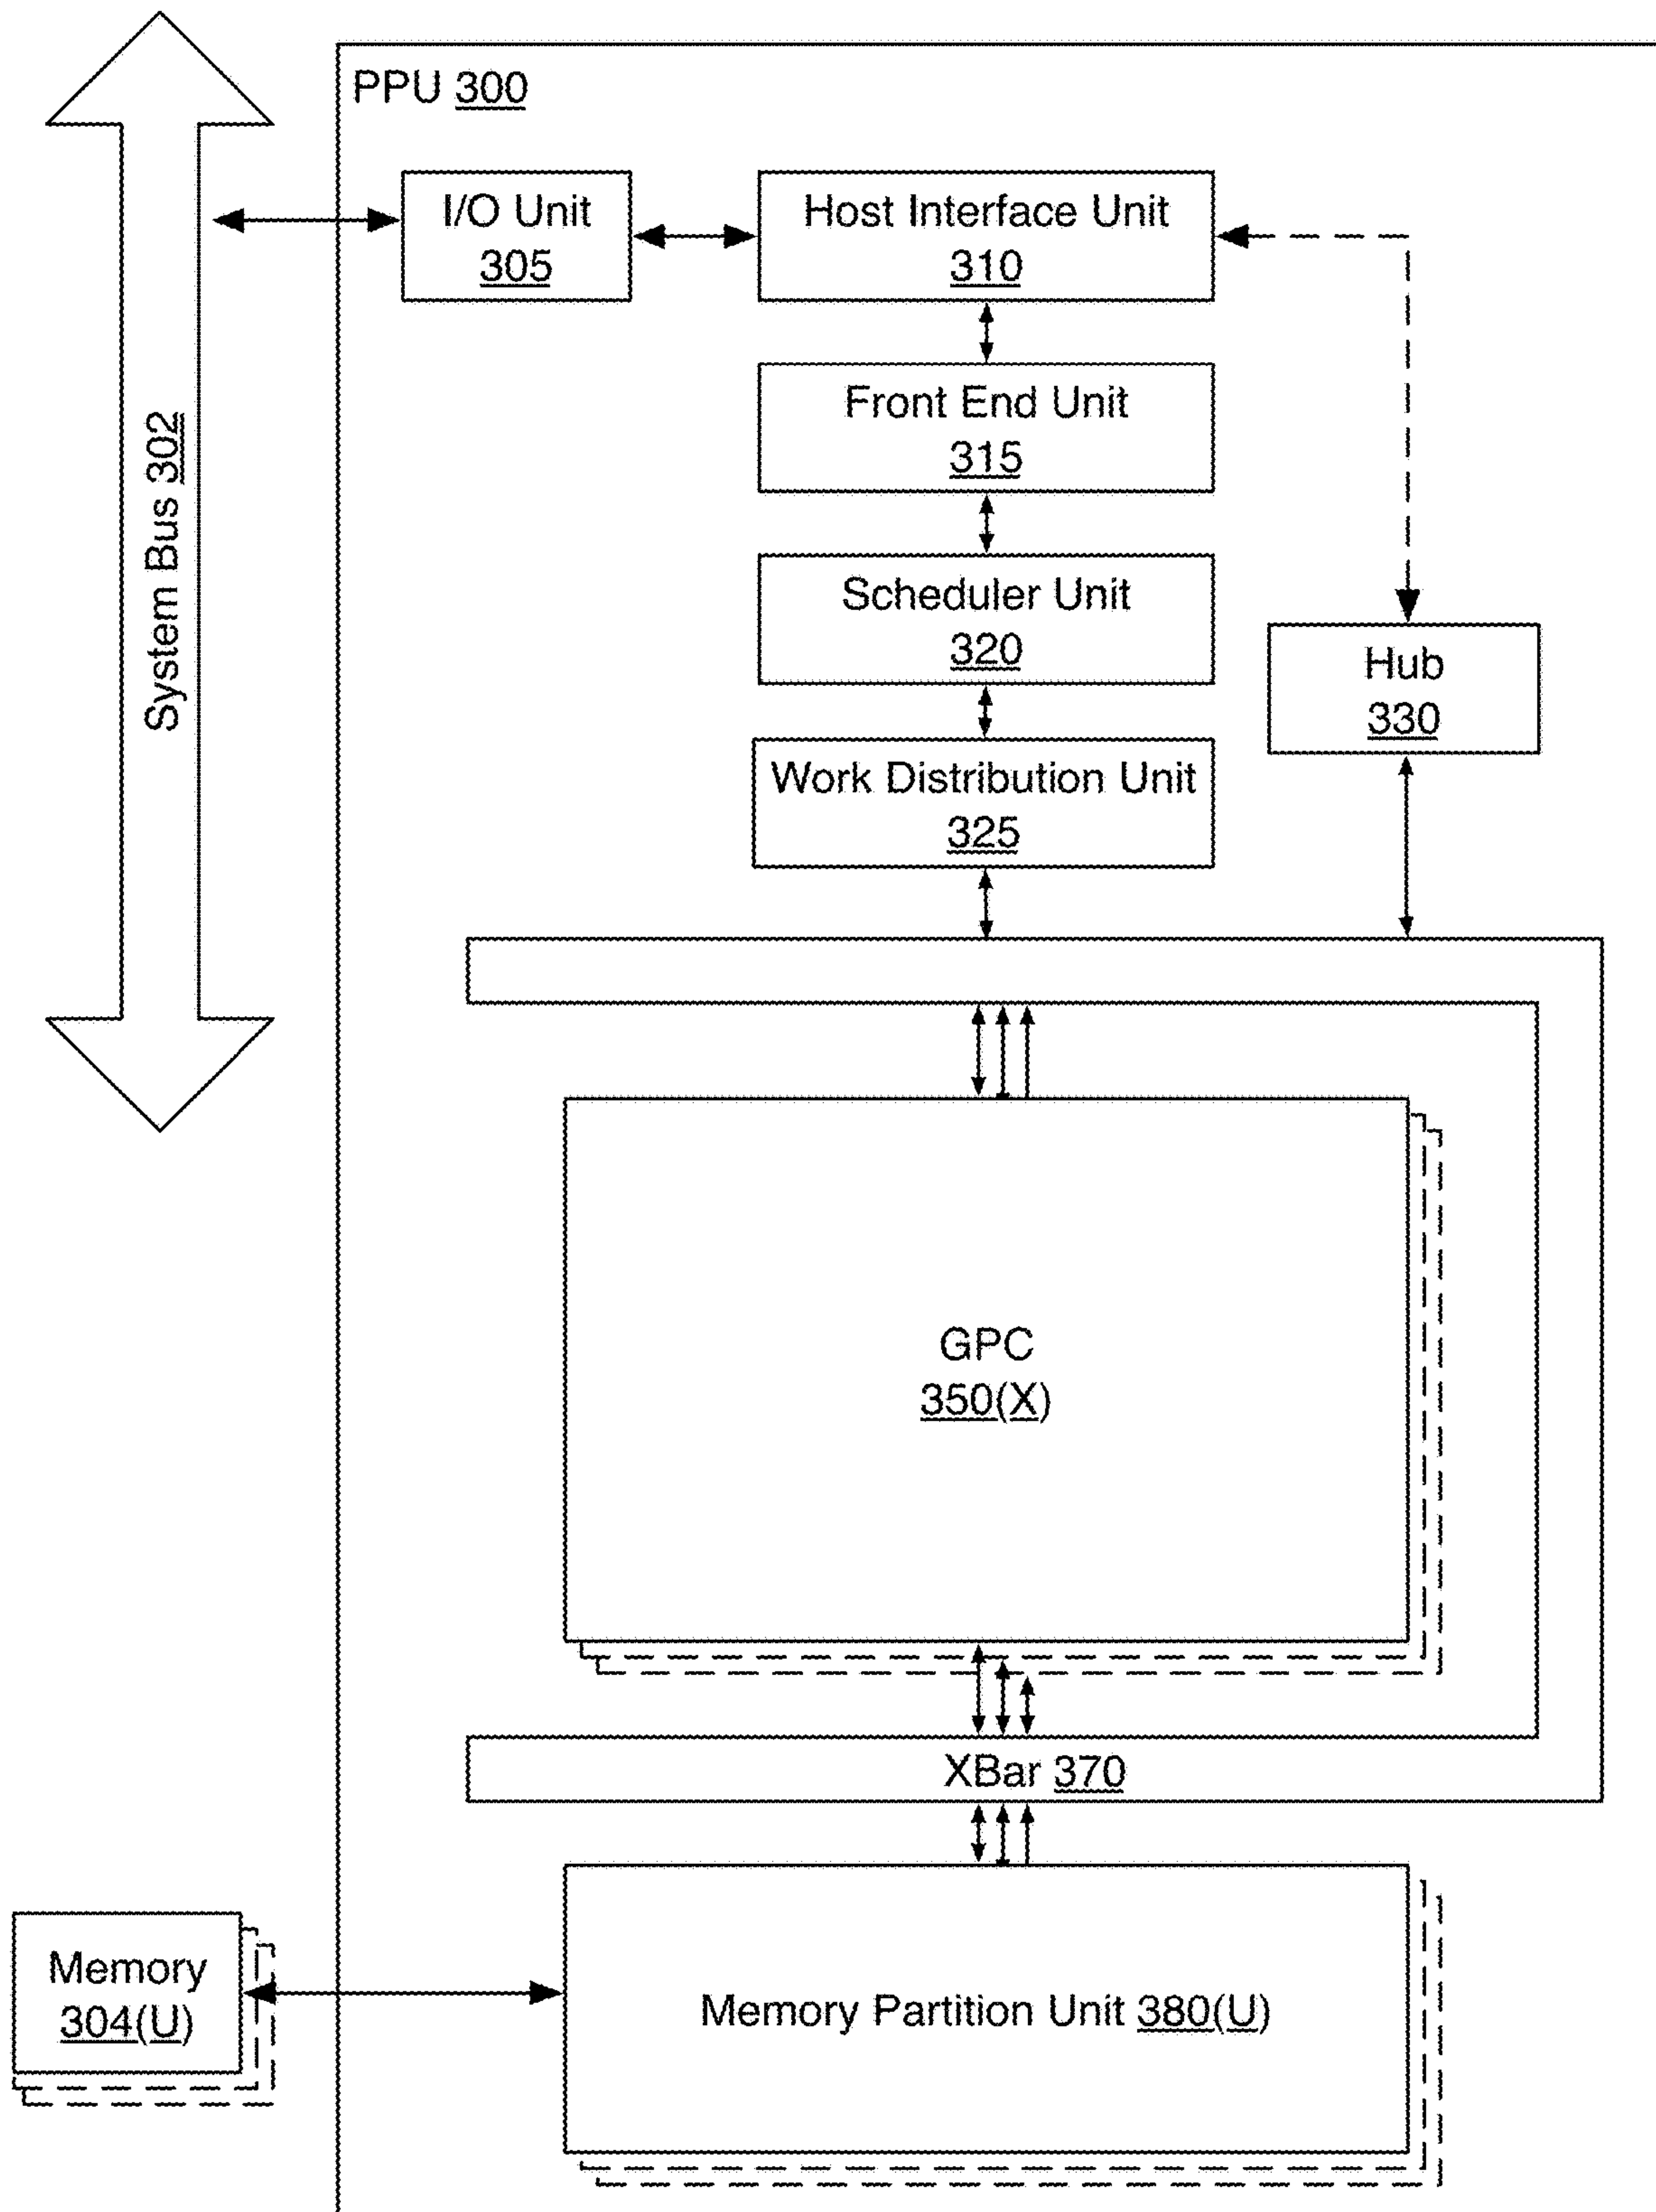 PPU 300
I/O Unit
305
Host Interface Unit
310
Front End Unit
315
System Bus 302
Scheduler Unit
320
Hub
330
Work Distribution Unit
325
GPC
350(X)
XBar 370
Memory
304(U)
Memory Partition Unit 380(U)